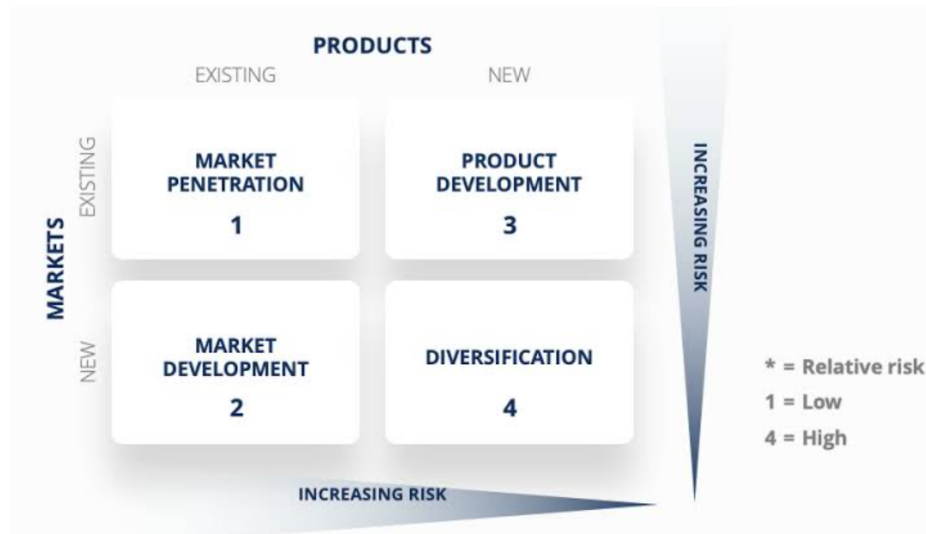 PRODUCTS
EXISTING
NEW
MARKETS
EXISTING
NEW
MARKET
PENETRATION
1
PRODUCT
DEVELOPMENT
3
MARKET
DEVELOPMENT
2
DIVERSIFICATION
4
INCREASING RISK
INCREASING RISK
* = Relative risk
1 = Low
4 = High